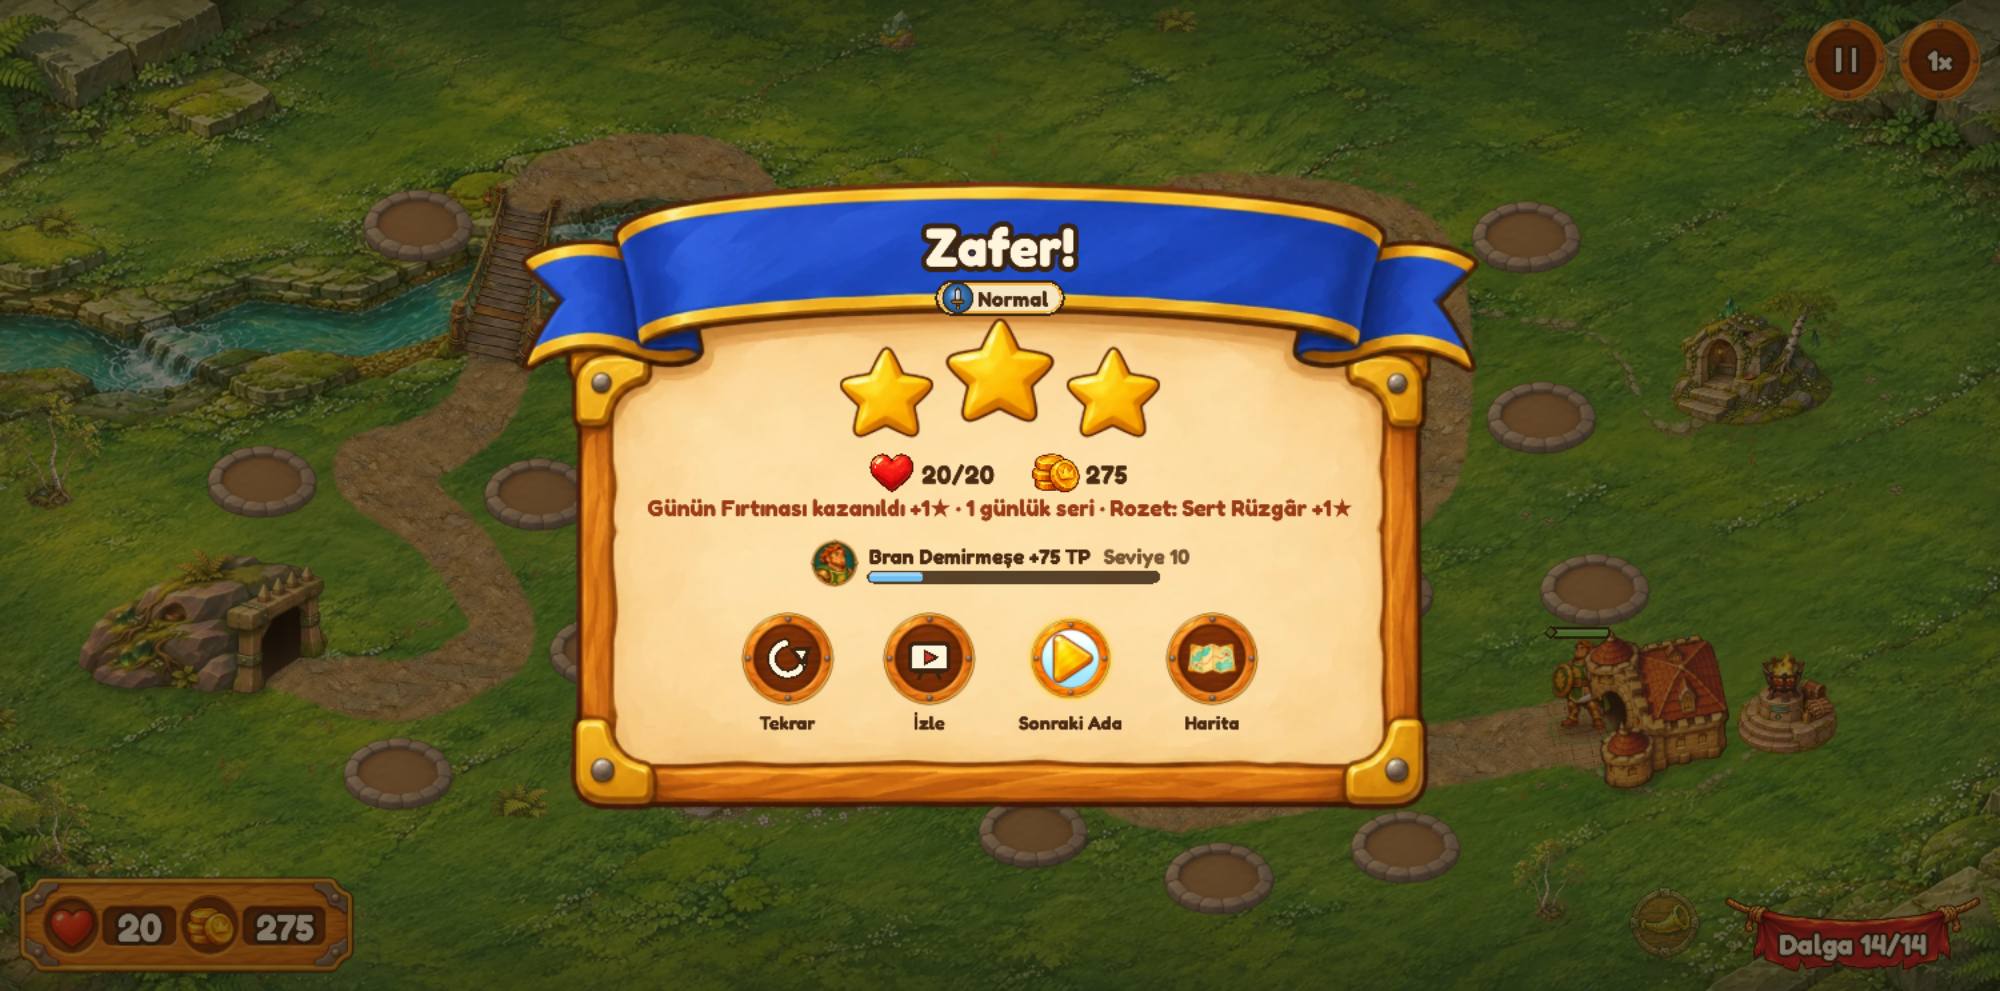 1x
Zafer!
Normal
20/20 275
Günün Fırtınası kazanıldı +1★ · 1 günlük seri · Rozet: Sert Rüzgâr +1★
Bran Demirmeşe +75 TP Seviye 10
Tekrar İzle Sonraki Ada Harita
20 275
Dalga 14/14